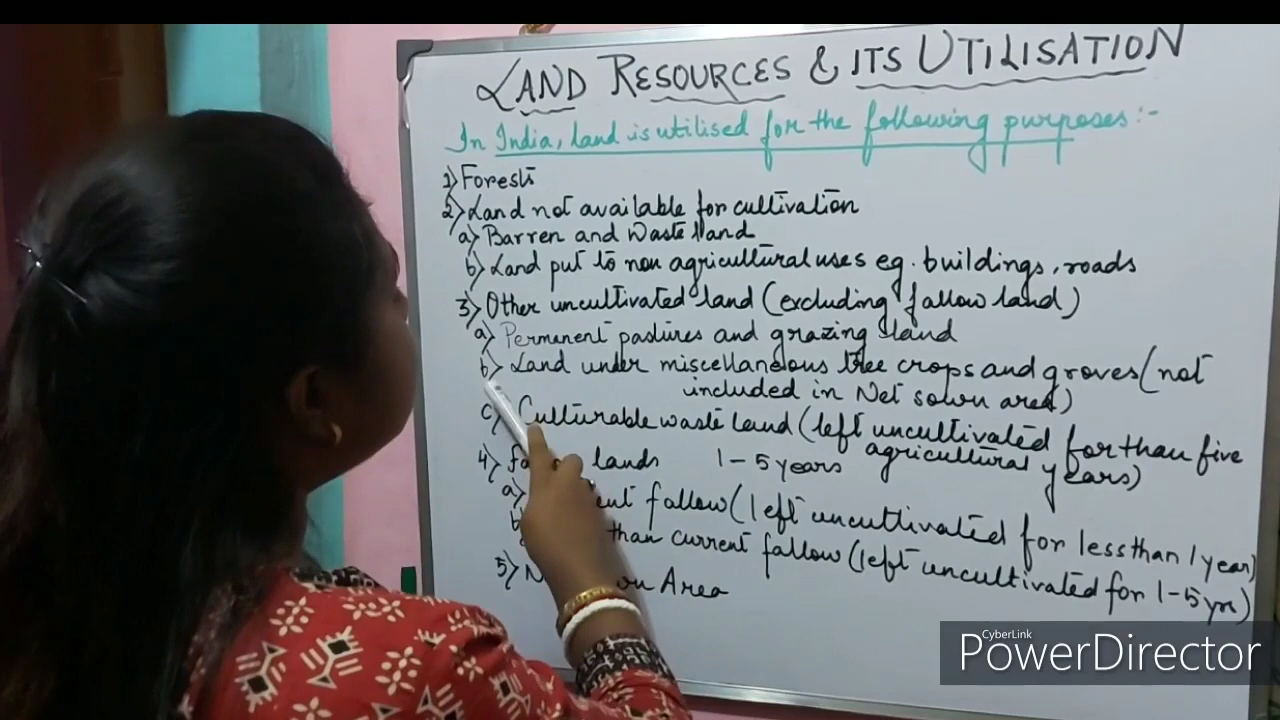 LAND RESOURCES & ITS UTILISATION
In India, land is utilised for the following purposes:-
1) Forests
2) Land not available for cultivation
a) Barren and Waste land
b) Land put to non agricultural uses eg. buildings, roads
3) Other uncultivated land (excluding fallow land)
a) Permanent pastures and grazing land
b) Land under miscellaneous tree crops and groves (not
included in Net sown area)
c) Culturable waste land (left uncultivated for than five
agricultural years)
4) lands 1-5 years
a) fallow (left uncultivated for less than 1 year)
b) than current fallow (left uncultivated for 1-5 yr)
5) Area
CyberLink
PowerDirector